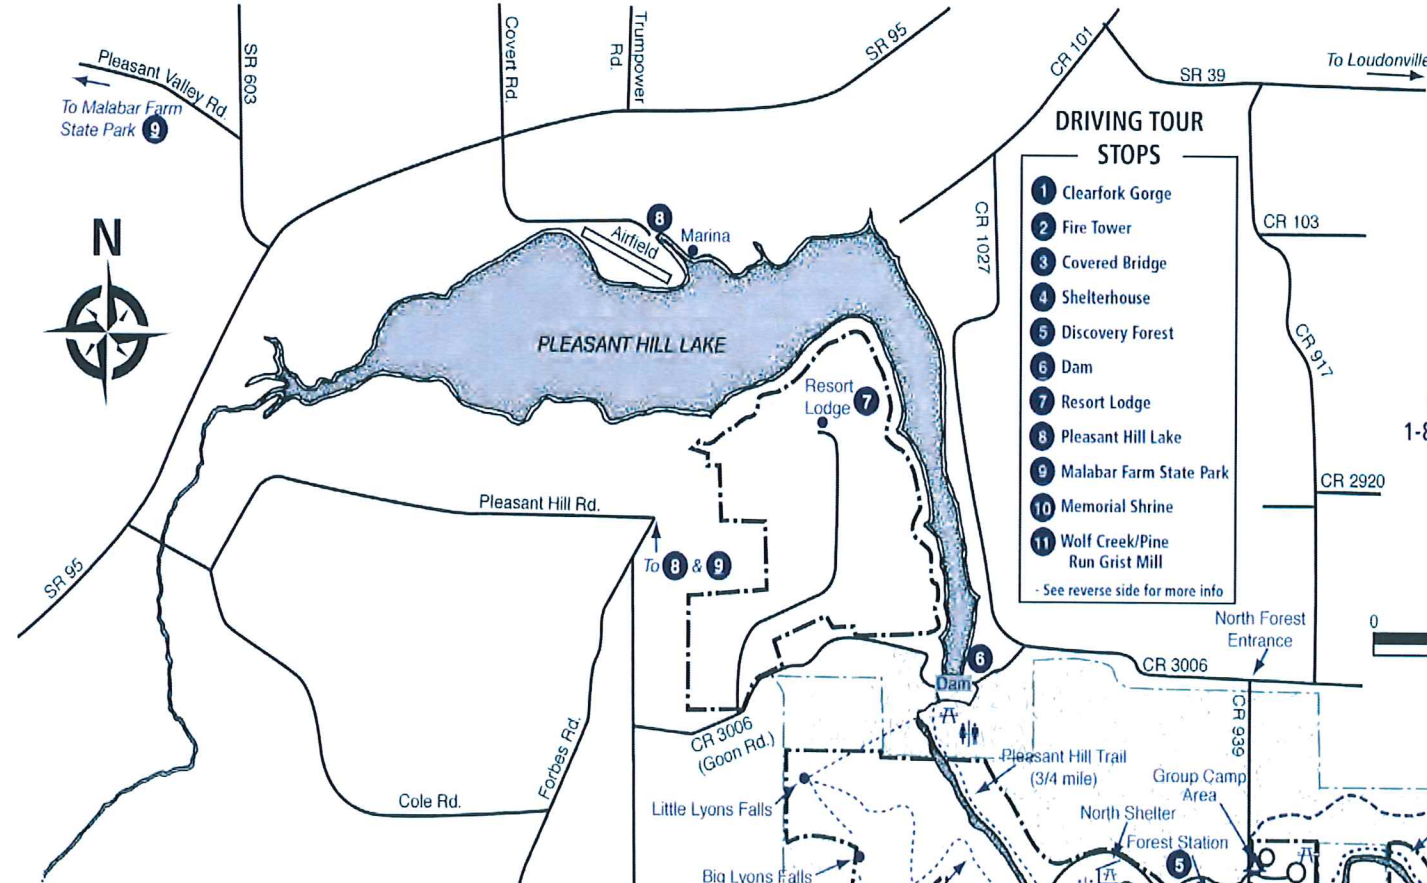 SR 603
Covert Rd.
Trumpower
Rd.
SR 95
CR 101
SR 39
To Loudonville
Pleasant Valley Rd.
To Malabar Farm
State Park 9
DRIVING TOUR
STOPS
1 Clearfork Gorge
2 Fire Tower
3 Covered Bridge
4 Shelterhouse
5 Discovery Forest
6 Dam
7 Resort Lodge
8 Pleasant Hill Lake
9 Malabar Farm State Park
10 Memorial Shrine
11 Wolf Creek/Pine
Run Grist Mill
- See reverse side for more info
N
8
Airfield
Marina
CR 1027
CR 103
CR 917
PLEASANT HILL LAKE
Resort
Lodge 7
1-8
CR 2920
Pleasant Hill Rd.
To 8 & 9
SR 95
North Forest
Entrance
0
6
Dam
CR 3006
CR 939
CR 3006
(Goon Rd.)
Forbes Rd.
Cole Rd.
Pleasant Hill Trail
(3/4 mile)
Group Camp
Area
Little Lyons Falls
North Shelter
Forest Station
5
Big Lyons Falls